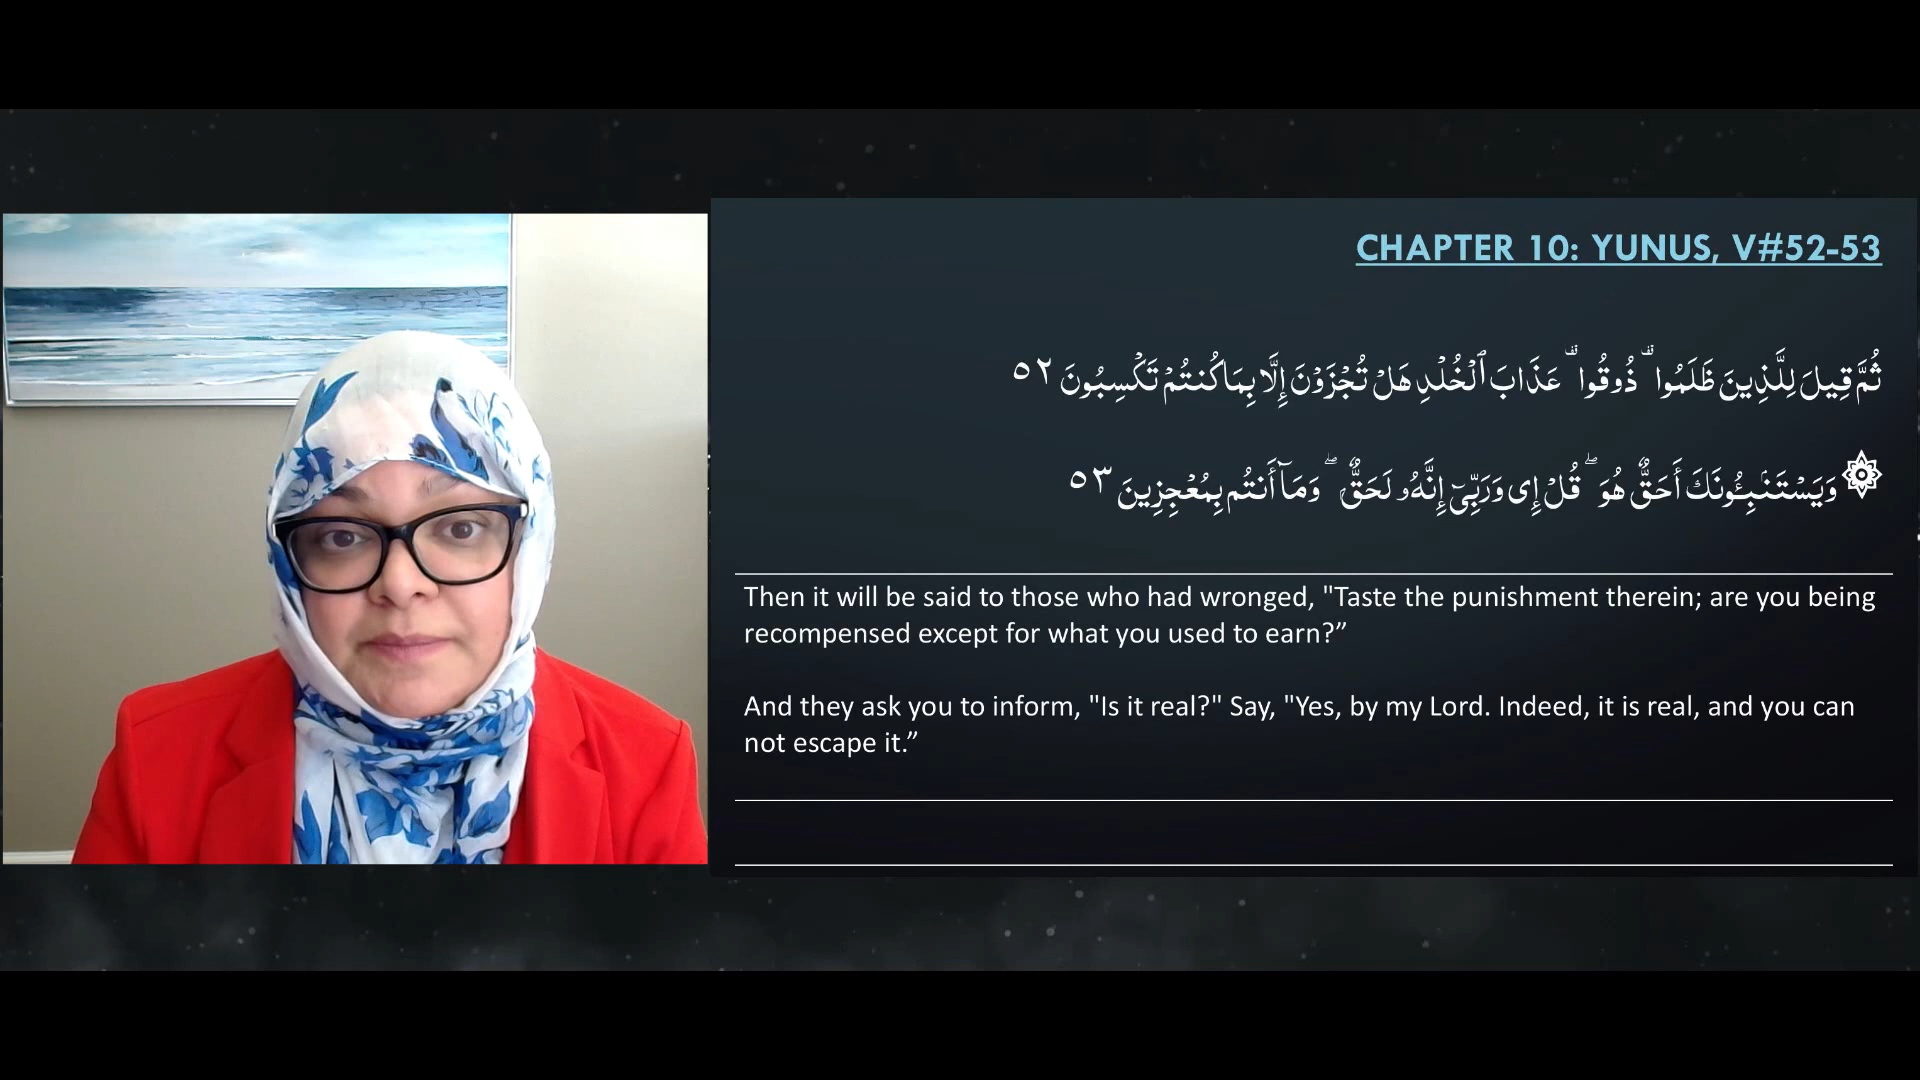 CHAPTER 10: YUNUS, V#52-53
ثُمَّ قِيلَ لِلَّذِينَ ظَلَمُوا۟ ذُوقُوا۟ عَذَابَ ٱلْخُلْدِ هَلْ تُجْزَوْنَ إِلَّا بِمَا كُنتُمْ تَكْسِبُونَ ٥٢
۞ وَيَسْتَنۢبِـُٔونَكَ أَحَقٌّ هُوَ ۖ قُلْ إِى وَرَبِّىٓ إِنَّهُۥ لَحَقٌّ ۖ وَمَآ أَنتُم بِمُعْجِزِينَ ٥٣
Then it will be said to those who had wronged, "Taste the punishment therein; are you being
recompensed except for what you used to earn?”
And they ask you to inform, "Is it real?" Say, "Yes, by my Lord. Indeed, it is real, and you can
not escape it.”